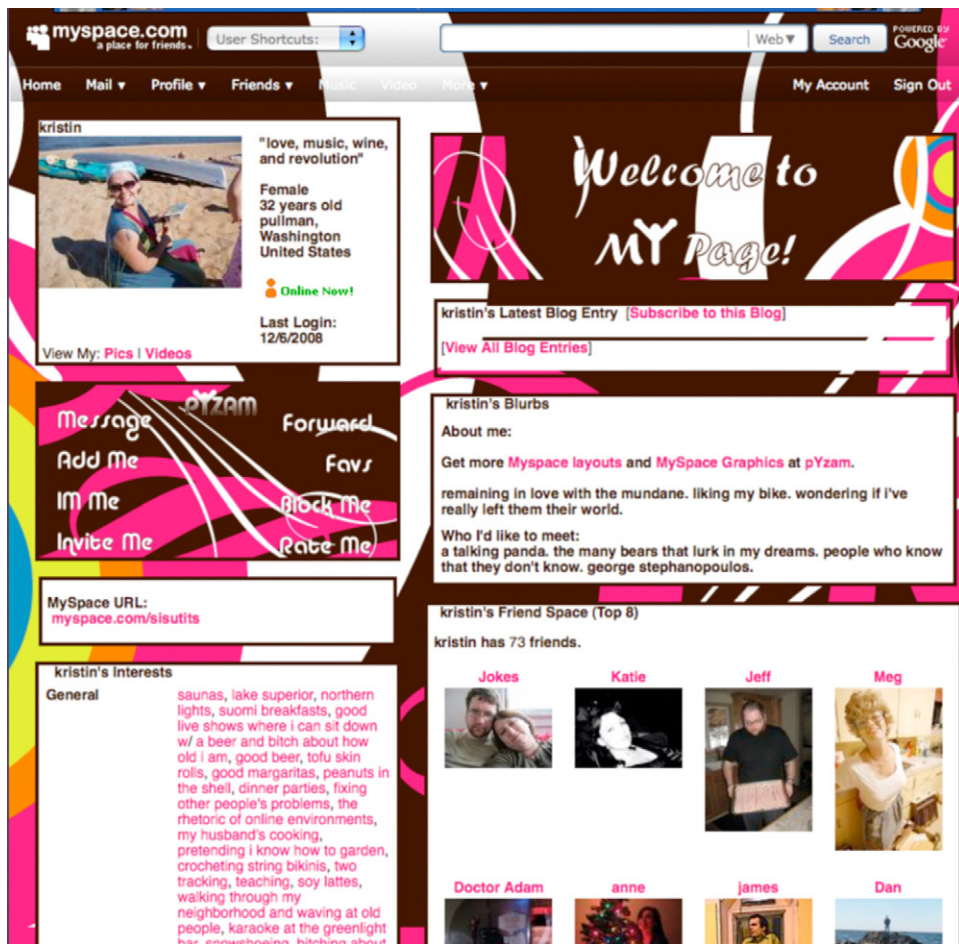 myspace.com
a place for friends
User Shortcuts:
Web
Search
POWERED BY
Google
Home
Mail
Profile
Friends
Music
Video
More
My Account
Sign Out
kristin
"love, music, wine,
and revolution"
Female
32 years old
pullman,
Washington
United States
Online Now!
Last Login:
12/6/2008
View My: Pics | Videos
pYzam
Message
Forward
Add Me
Favs
IM Me
Block Me
Invite Me
Rate Me
MySpace URL:
myspace.com/sisutits
kristin's Interests
General
saunas, lake superior, northern
lights, suomi breakfasts, good
live shows where i can sit down
w/ a beer and bitch about how
old i am, good beer, tofu skin
rolls, good margaritas, peanuts in
the shell, dinner parties, fixing
other people's problems, the
rhetoric of online environments,
my husband's cooking,
pretending i know how to garden,
crocheting string bikinis, two
tracking, teaching, soy lattes,
walking through my
neighborhood and waving at old
people, karaoke at the greenlight
bar, snowshoeing, bitching about
Welcome to
MY Page!
kristin's Latest Blog Entry [Subscribe to this Blog]
[View All Blog Entries]
kristin's Blurbs
About me:
Get more Myspace layouts and MySpace Graphics at pYzam.
remaining in love with the mundane. liking my bike. wondering if i've
really left them their world.
Who I'd like to meet:
a talking panda. the many bears that lurk in my dreams. people who know
that they don't know. george stephanopoulos.
kristin's Friend Space (Top 8)
kristin has 73 friends.
Jokes
Katie
Jeff
Meg
Doctor Adam
anne
james
Dan